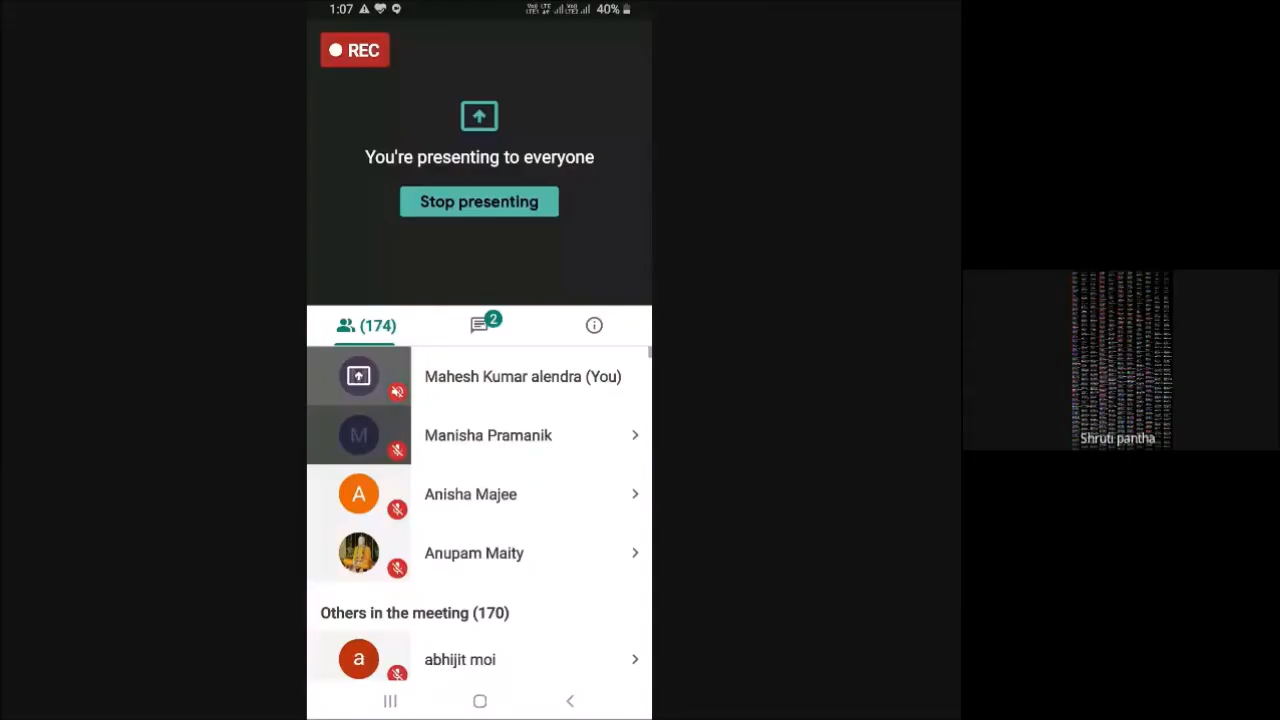 1:07
40%
REC
You're presenting to everyone
Stop presenting
(174)
2
Mahesh Kumar alendra (You)
M
Manisha Pramanik
A
Anisha Majee
Anupam Maity
Others in the meeting (170)
a
abhijit moi
Shruti pantha